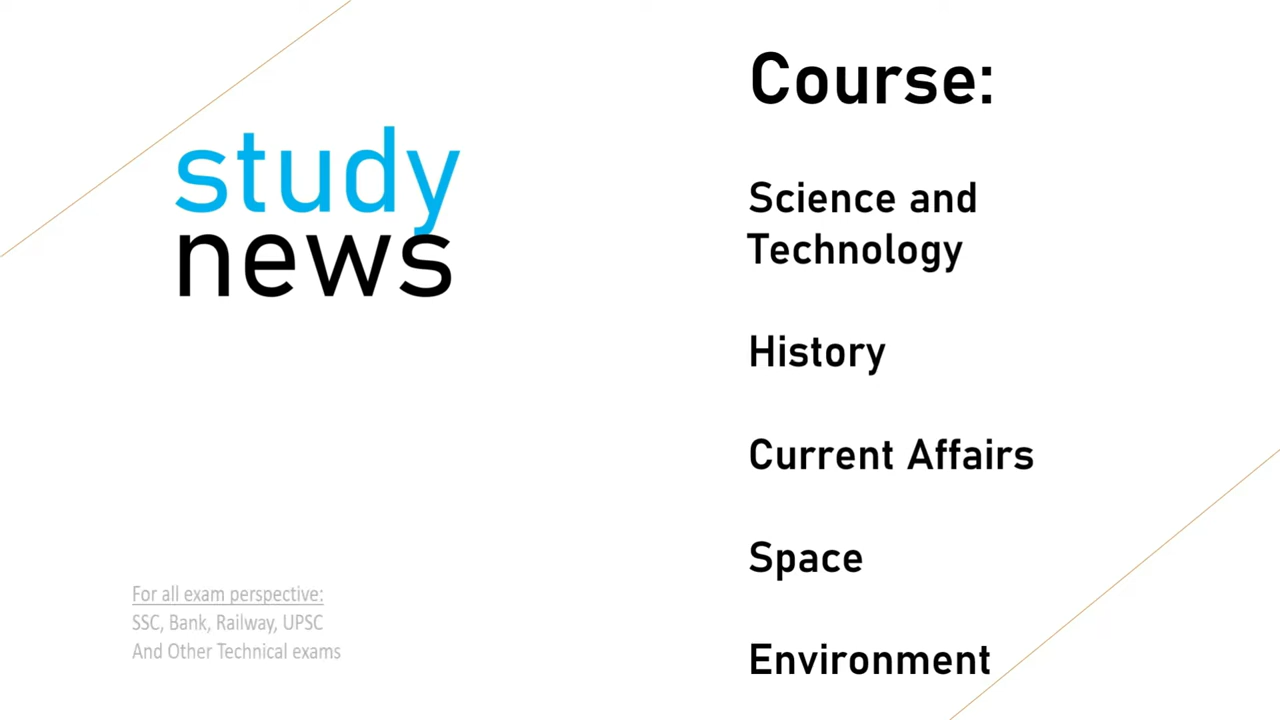 study
news
For all exam perspective:
SSC, Bank, Railway, UPSC
And Other Technical exams
Course:
Science and
Technology
History
Current Affairs
Space
Environment